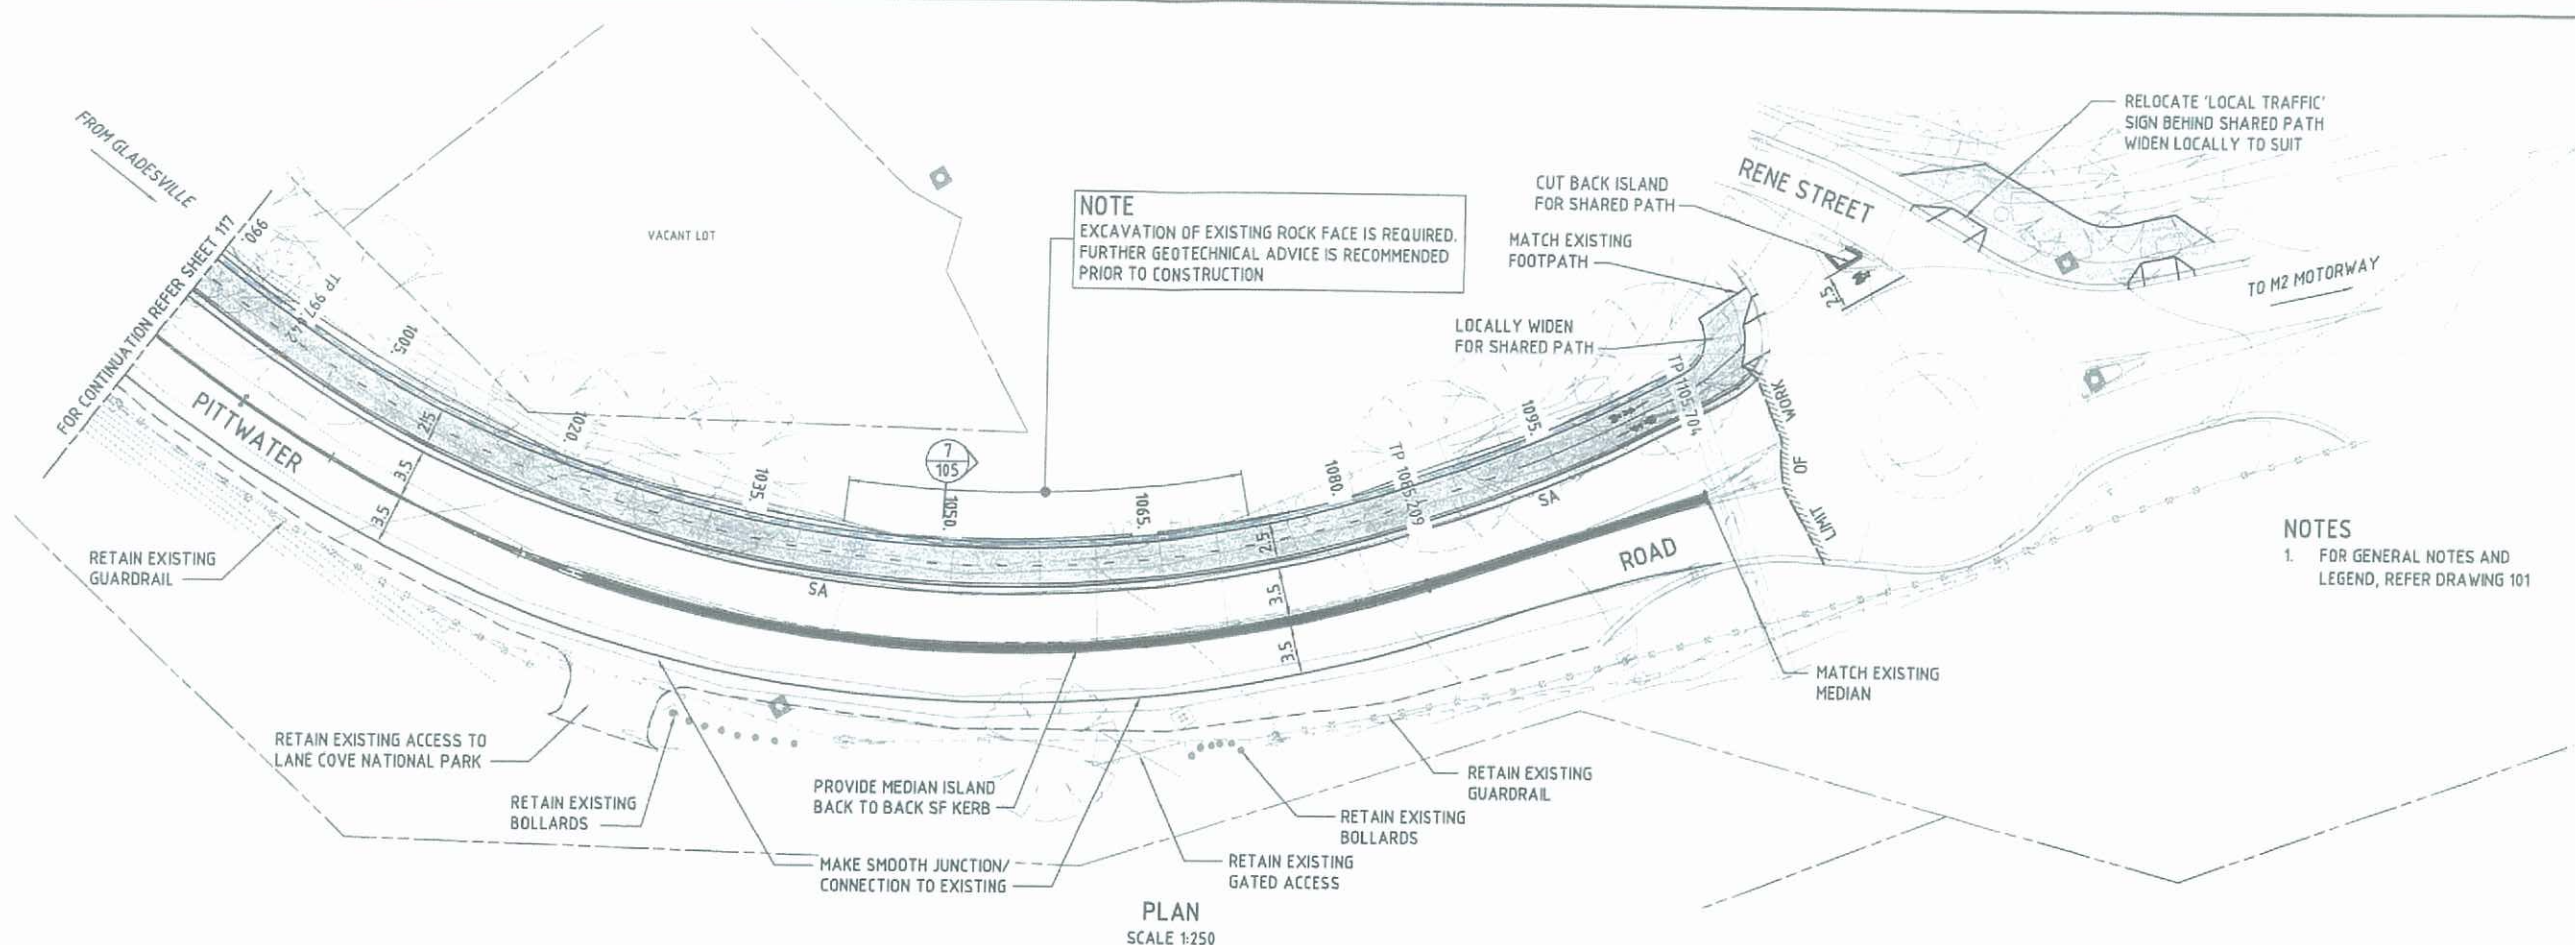 FROM GLADESVILLE
FOR CONTINUATION REFER SHEET 117
990.
1005.
1020.
1035.
1050.
1065.
1080.
TP 1085.209
1095.
TP 1105.704
VACANT LOT
7
105
NOTE
EXCAVATION OF EXISTING ROCK FACE IS REQUIRED.
FURTHER GEOTECHNICAL ADVICE IS RECOMMENDED
PRIOR TO CONSTRUCTION
CUT BACK ISLAND
FOR SHARED PATH
MATCH EXISTING
FOOTPATH
LOCALLY WIDEN
FOR SHARED PATH
RENE STREET
2.5
RELOCATE 'LOCAL TRAFFIC'
SIGN BEHIND SHARED PATH
WIDEN LOCALLY TO SUIT
TO M2 MOTORWAY
LIMIT OF WORK
PITTWATER
ROAD
2.5
3.5
3.5
SA
2.5
3.5
3.5
SA
RETAIN EXISTING
GUARDRAIL
RETAIN EXISTING ACCESS TO
LANE COVE NATIONAL PARK
RETAIN EXISTING
BOLLARDS
PROVIDE MEDIAN ISLAND
BACK TO BACK SF KERB
MAKE SMOOTH JUNCTION/
CONNECTION TO EXISTING
RETAIN EXISTING
GATED ACCESS
RETAIN EXISTING
BOLLARDS
RETAIN EXISTING
GUARDRAIL
MATCH EXISTING
MEDIAN
NOTES
1. FOR GENERAL NOTES AND
LEGEND, REFER DRAWING 101
PLAN
SCALE 1:250